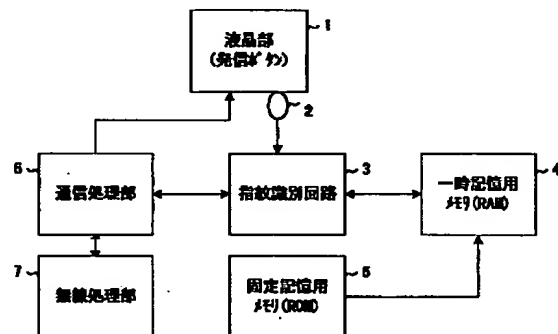 1
液晶部
(発信ボタン)
2
6
通信処理部
3
指紋識別回路
4
一時記憶用
メモリ(RAM)
7
無線処理部
5
固定記憶用
メモリ(ROM)